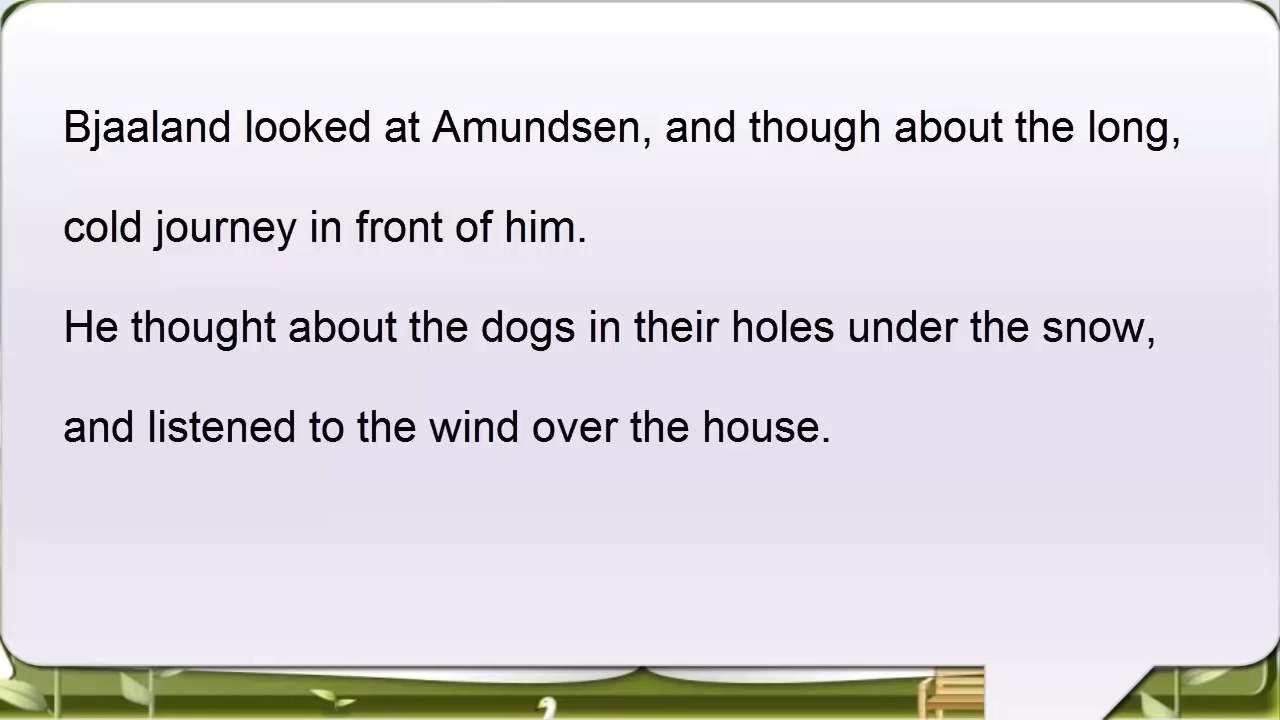 Bjaaland looked at Amundsen, and though about the long,
cold journey in front of him.
He thought about the dogs in their holes under the snow,
and listened to the wind over the house.